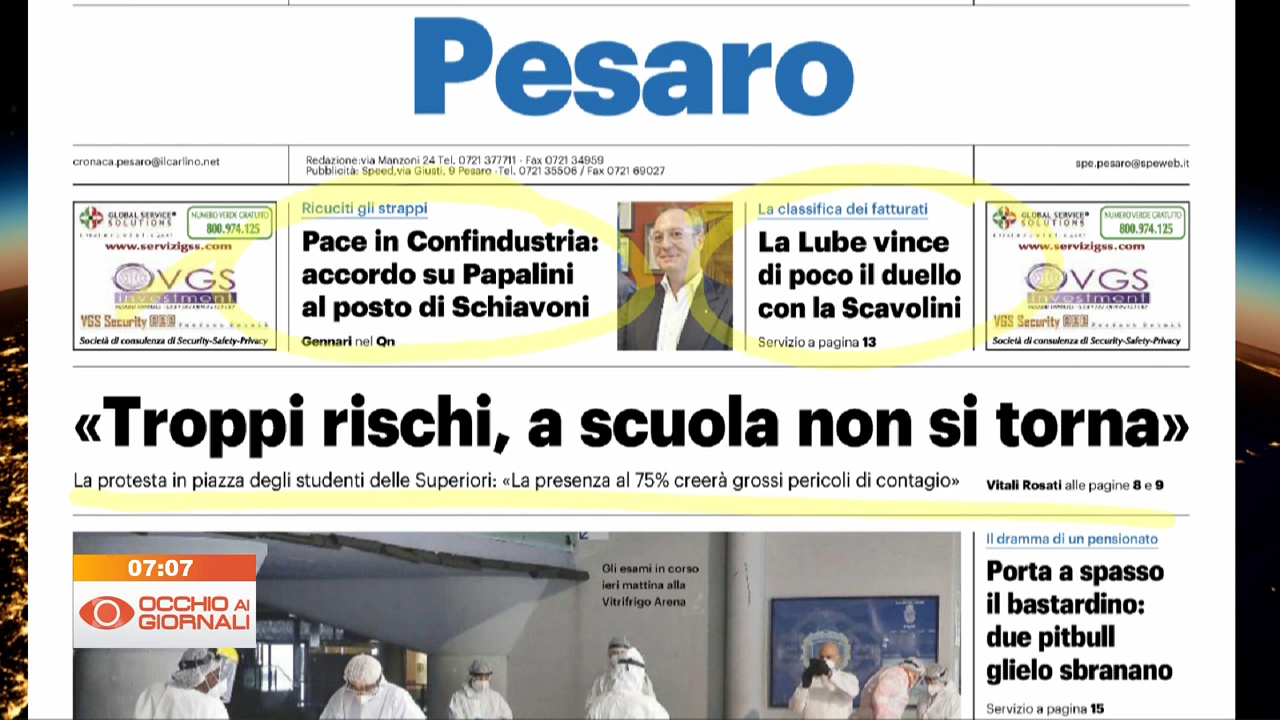 Pesaro
cronaca.pesaro@ilcarlino.net
Redazione:via Manzoni 24 Tel. 0721 377711 - Fax 0721 34959
Pubblicità: Speed,via Giusti, 9 Pesaro -Tel. 0721 35506 / Fax 0721 69027
spe.pesaro@speweb.it
GLOBAL SERVICE
SOLUTIONS
NUMERO VERDE GRATUITO
800.974.125
www.servizigss.com
VGS
investment
VGS Security
Società di consulenza di Security-Safety-Privacy
Ricuciti gli strappi
Pace in Confindustria:
accordo su Papalini
al posto di Schiavoni
Gennari nel Qn
La classifica dei fatturati
La Lube vince
di poco il duello
con la Scavolini
Servizio a pagina 13
GLOBAL SERVICE
SOLUTIONS
NUMERO VERDE GRATUITO
800.974.125
www.servizigss.com
VGS
investment
VGS Security
Società di consulenza di Security-Safety-Privacy
«Troppi rischi, a scuola non si torna»
La protesta in piazza degli studenti delle Superiori: «La presenza al 75% creerà grossi pericoli di contagio»
Vitali Rosati alle pagine 8 e 9
Gli esami in corso
ieri mattina alla
Vitrifrigo Arena
Il dramma di un pensionato
Porta a spasso
il bastardino:
due pitbull
glielo sbranano
Servizio a pagina 15
07:07
OCCHIO AI
GIORNALI